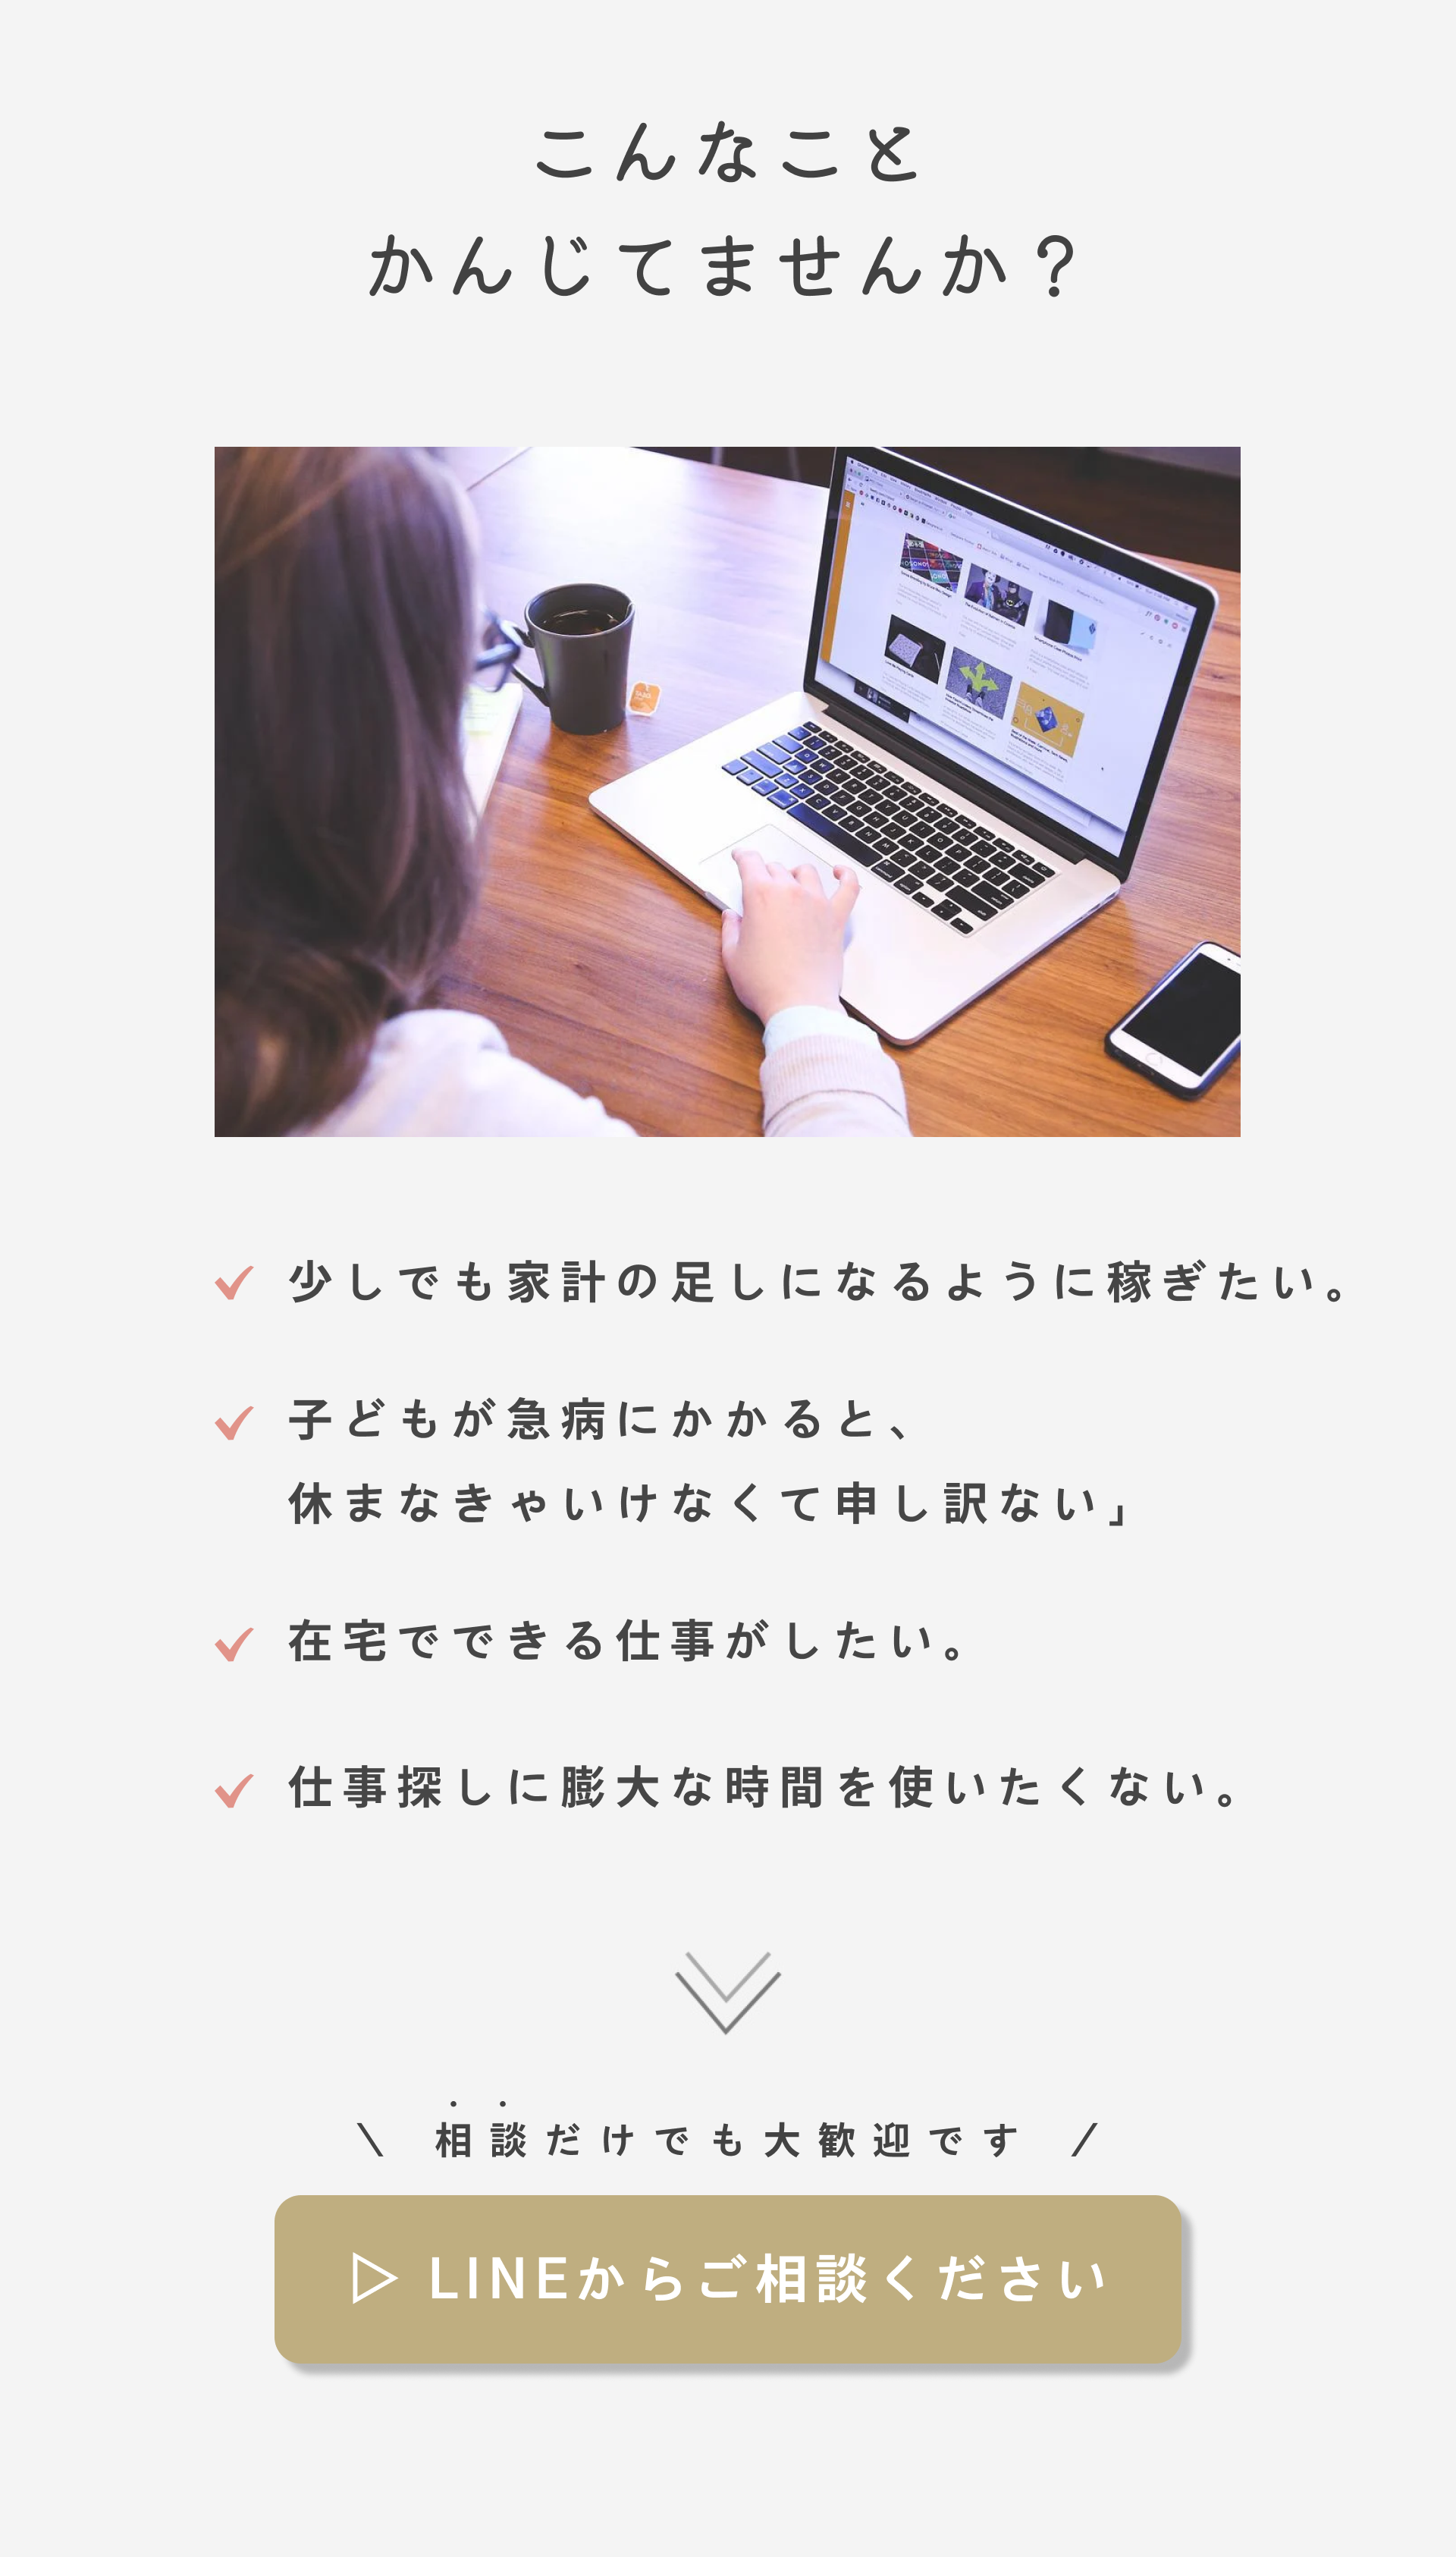 こんなこと
かんじてませんか？
少しでも家計の足しになるように稼ぎたい。
子どもが急病にかかると、
休まなきゃいけなくて申し訳ない」
在宅でできる仕事がしたい。
仕事探しに膨大な時間を使いたくない。
\ 相談だけでも大歓迎です /
▷ LINEからご相談ください